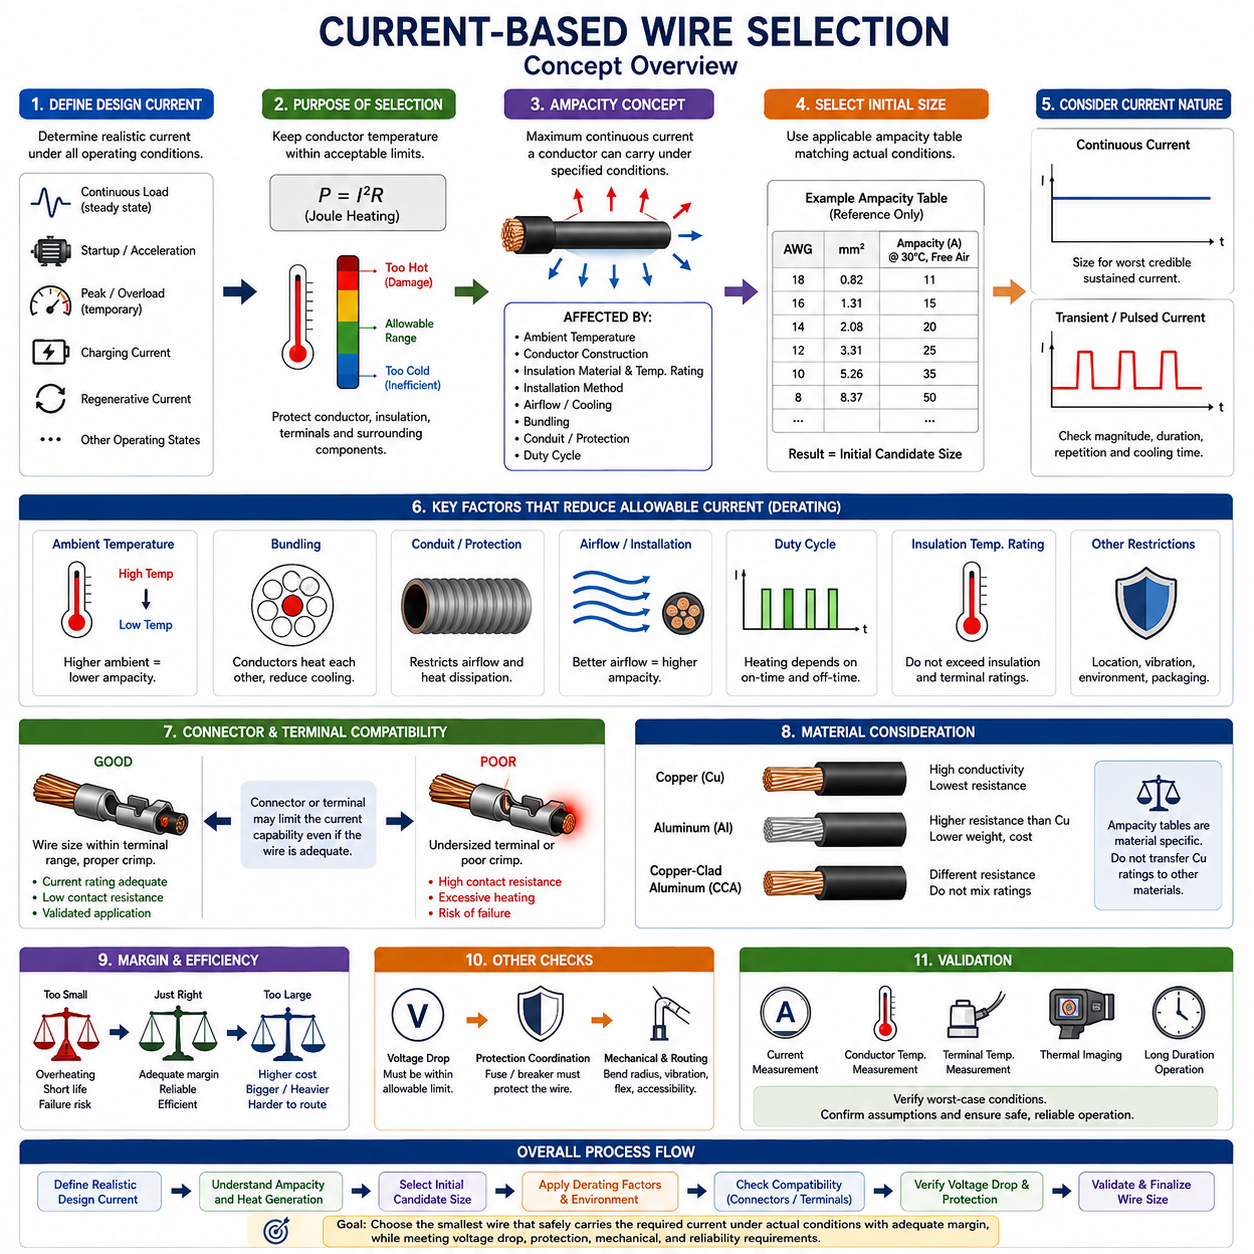 CURRENT-BASED WIRE SELECTION
Concept Overview
1. DEFINE DESIGN CURRENT
Determine realistic current
under all operating conditions.
Continuous Load
(steady state)
Startup / Acceleration
Peak / Overload
(temporary)
Charging Current
Regenerative Current
Other Operating States
2. PURPOSE OF SELECTION
Keep conductor temperature
within acceptable limits.
P = I²R
(Joule Heating)
Too Hot
(Damage)
Allowable
Range
Too Cold
(Inefficient)
Protect conductor, insulation,
terminals and surrounding
components.
3. AMPACITY CONCEPT
Maximum continuous current
a conductor can carry under
specified conditions.
AFFECTED BY:
• Ambient Temperature
• Conductor Construction
• Insulation Material & Temp. Rating
• Installation Method
• Airflow / Cooling
• Bundling
• Conduit / Protection
• Duty Cycle
4. SELECT INITIAL SIZE
Use applicable ampacity table
matching actual conditions.
Example Ampacity Table
(Reference Only)
AWG mm² Ampacity (A)
@ 30°C, Free Air
18 0.82 11
16 1.31 15
14 2.08 20
12 3.31 25
10 5.26 35
8 8.37 50
... ...
Result = Initial Candidate Size
5. CONSIDER CURRENT NATURE
Continuous Current
I
t
Size for worst credible
sustained current.
Transient / Pulsed Current
I
t
Check magnitude, duration,
repetition and cooling time.
6. KEY FACTORS THAT REDUCE ALLOWABLE CURRENT (DERATING)
Ambient Temperature
High Temp
Low Temp
Higher ambient =
lower ampacity.
Bundling
Conductors heat each
other, reduce cooling.
Conduit / Protection
Restricts airflow and
heat dissipation.
Airflow / Installation
Better airflow = higher
ampacity.
Duty Cycle
I
t
Heating depends on
on-time and off-time.
Insulation Temp. Rating
Do not exceed insulation
and terminal ratings.
Other Restrictions
Location, vibration,
environment, packaging.
7. CONNECTOR & TERMINAL COMPATIBILITY
GOOD
Wire size within terminal
range, proper crimp.
• Current rating adequate
• Low contact resistance
• Validated application
Connector or terminal
may limit the current
capability even if the
wire is adequate.
POOR
Undersized terminal or
poor crimp.
• High contact resistance
• Excessive heating
• Risk of failure
8. MATERIAL CONSIDERATION
Copper (Cu)
High conductivity
Lowest resistance
Aluminum (Al)
Higher resistance than Cu
Lower weight, cost
Copper-Clad
Aluminum (CCA)
Different resistance
Do not mix ratings
Ampacity tables are
material specific.
Do not transfer Cu
ratings to other
materials.
9. MARGIN & EFFICIENCY
Too Small
Overheating
Short life
Failure risk
Just Right
Adequate margin
Reliable
Efficient
Too Large
Higher cost
Bigger / Heavier
Harder to route
10. OTHER CHECKS
V
Voltage Drop
Must be within
allowable limit.
Protection Coordination
Fuse / breaker must
protect the wire.
Mechanical & Routing
Bend radius, vibration,
flex, accessibility.
11. VALIDATION
A
Current
Measurement
Conductor Temp.
Measurement
Terminal Temp.
Measurement
Thermal Imaging
Long Duration
Operation
Verify worst-case conditions.
Confirm assumptions and ensure safe, reliable operation.
OVERALL PROCESS FLOW
Define Realistic
Design Current
Understand Ampacity
and Heat Generation
Select Initial
Candidate Size
Apply Derating Factors
& Environment
Check Compatibility
(Connectors / Terminals)
Verify Voltage Drop &
Protection
Validate & Finalize
Wire Size
Goal: Choose the smallest wire that safely carries the required current under actual conditions with adequate margin,
while meeting voltage drop, protection, mechanical, and reliability requirements.